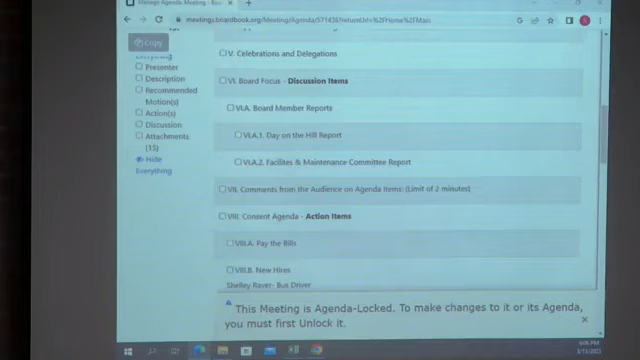 Manage Agenda Meeting - Boa
meetings.boardbook.org/Meeting/Agenda/571436?returnUrl=%2FHome%2FMain
Copy
Everything
Presenter
Description
Recommended
Motion(s)
Action(s)
Discussion
Attachments
(15)
Hide
Everything
V. Celebrations and Delegations
VI. Board Focus - Discussion Items
VI.A. Board Member Reports
VI.A.1. Day on the Hill Report
VI.A.2. Facilites & Maintenance Committee Report
VII. Comments from the Audience on Agenda Items: (Limit of 2 minutes)
VIII. Consent Agenda - Action Items
VIII.A. Pay the Bills
VIII.B. New Hires
Shelley Raver- Bus Driver
This Meeting is Agenda-Locked. To make changes to it or its Agenda,
you must first Unlock it.